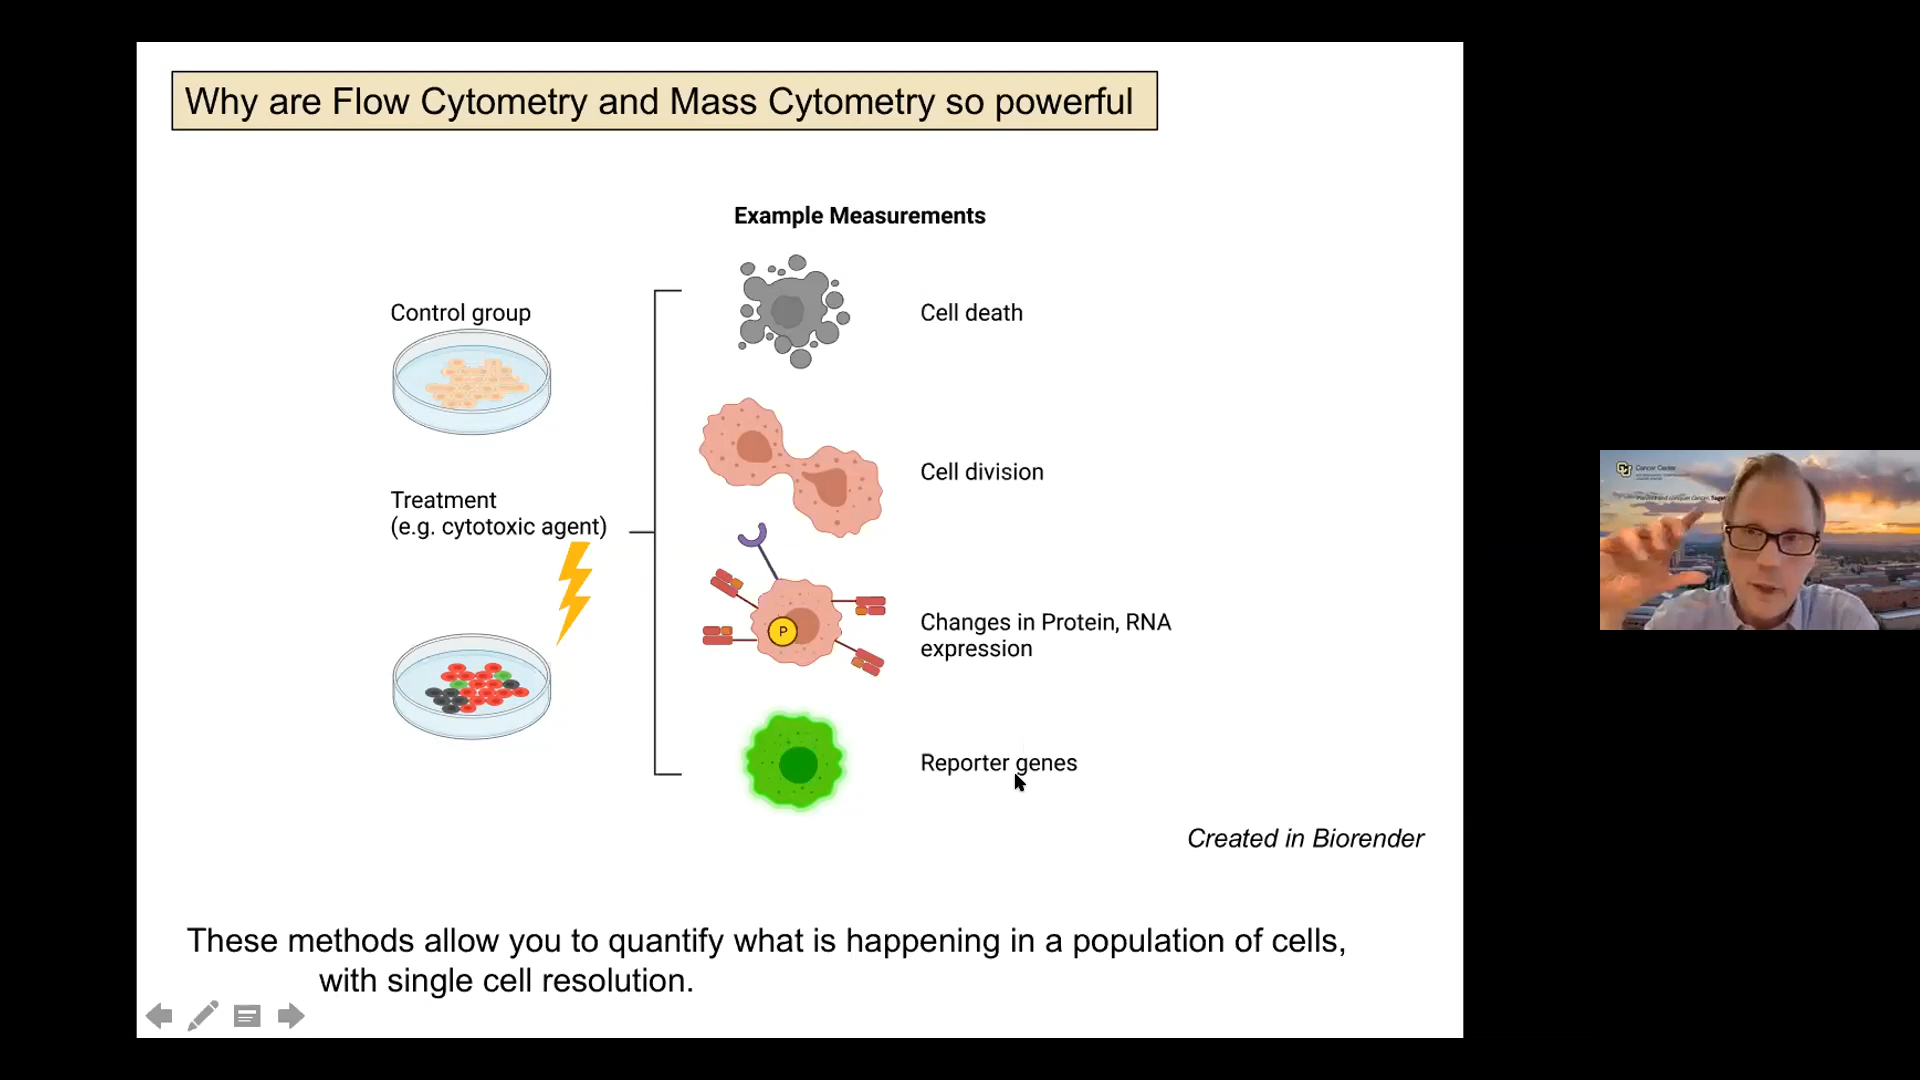 Why are Flow Cytometry and Mass Cytometry so powerful
Example Measurements
Control group
Cell death
Cell division
Treatment
(e.g. cytotoxic agent)
P
Changes in Protein, RNA
expression
Reporter genes
Created in Biorender
These methods allow you to quantify what is happening in a population of cells,
with single cell resolution.
Cancer Center